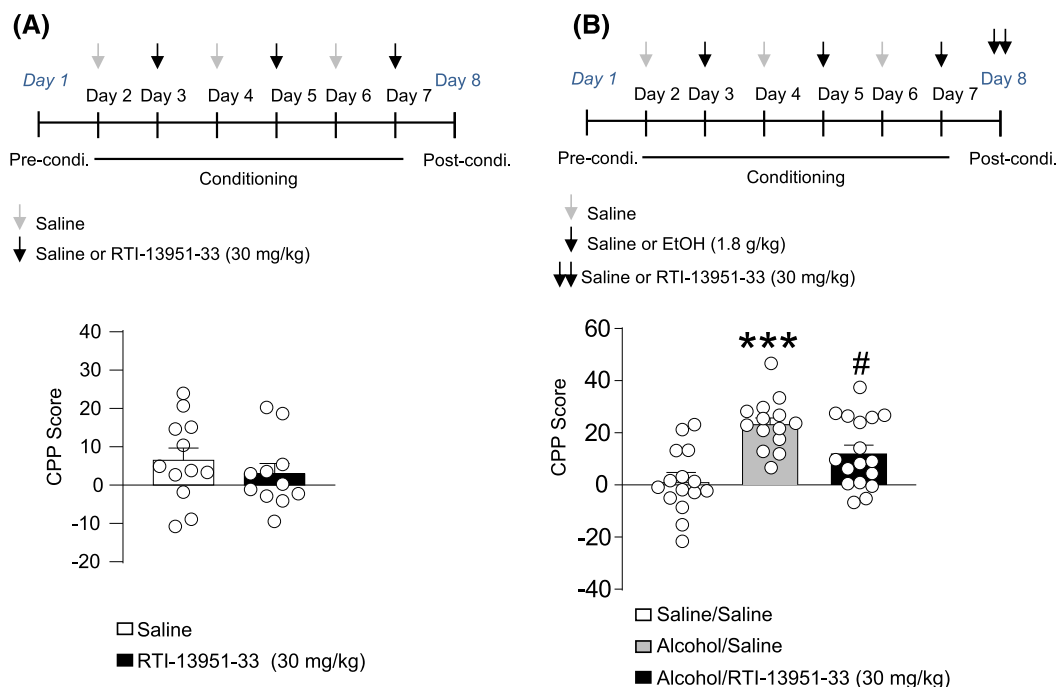 (A)
Day 1
Day 2 Day 3 Day 4 Day 5 Day 6 Day 7
Day 8
Pre-condi.
Conditioning
Post-condi.
Saline
Saline or RTI-13951-33 (30 mg/kg)
CPP Score
40
30
20
10
0
-10
-20
Saline
RTI-13951-33 (30 mg/kg)
(B)
Day 1
Day 2 Day 3 Day 4 Day 5 Day 6 Day 7
Day 8
Pre-condi.
Conditioning
Post-condi.
Saline
Saline or EtOH (1.8 g/kg)
Saline or RTI-13951-33 (30 mg/kg)
CPP Score
60
40
20
0
-20
-40
***
#
Saline/Saline
Alcohol/Saline
Alcohol/RTI-13951-33 (30 mg/kg)